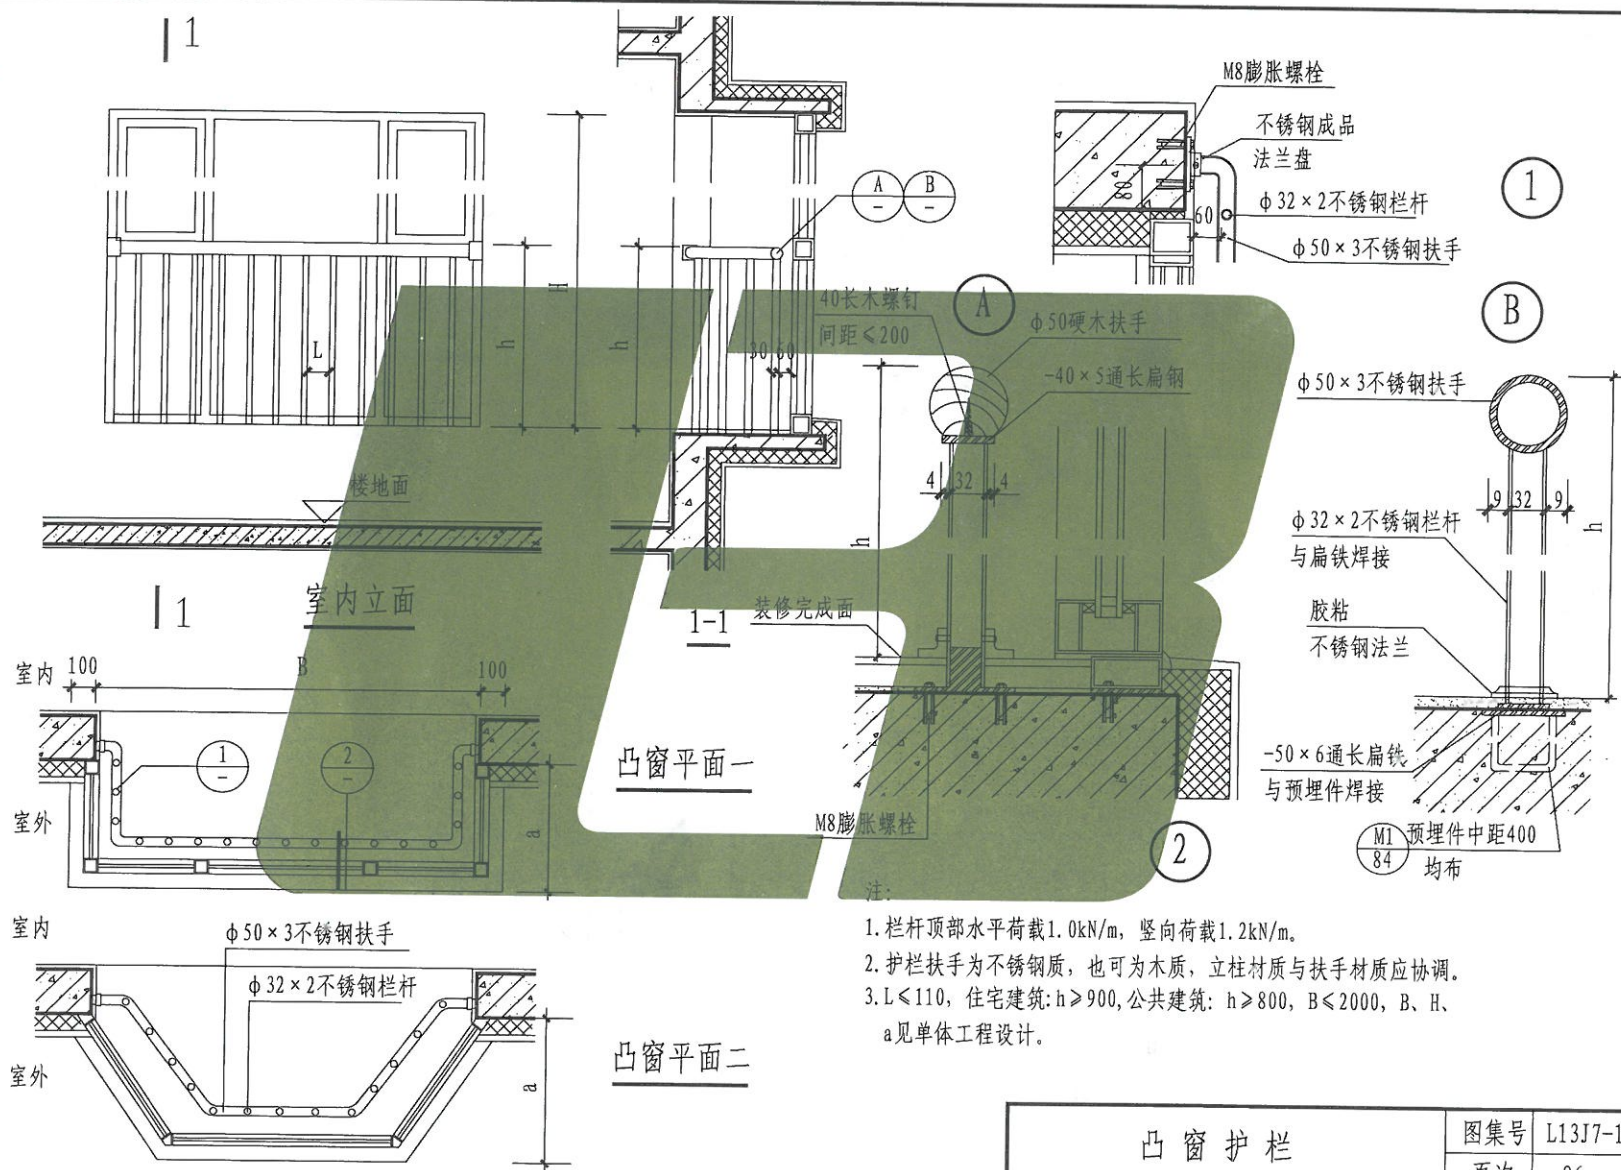 1
M8膨胀螺栓
不锈钢成品
法兰盘
80
60
ϕ32×2不锈钢栏杆
ϕ50×3不锈钢扶手
1
A
-
B
-
H
h
h
L
30 60
40长木螺钉
间距≤200
A
ϕ50硬木扶手
-40×5通长扁钢
4 32 4
h
B
ϕ50×3不锈钢扶手
9 32 9
h
ϕ32×2不锈钢栏杆
与扁铁焊接
胶粘
不锈钢法兰
-50×6通长扁铁
与预埋件焊接
M1
84
预埋件中距400
均布
楼地面
1
室内立面
1-1
装修完成面
M8膨胀螺栓
2
室内
100
B
100
1
-
2
-
a
室外
凸窗平面一
室内
ϕ50×3不锈钢扶手
ϕ32×2不锈钢栏杆
a
室外
凸窗平面二
注:
1.栏杆顶部水平荷载1.0kN/m, 竖向荷载1.2kN/m。
2.护栏扶手为不锈钢质, 也可为木质, 立柱材质与扶手材质应协调。
3.L≤110, 住宅建筑:h≥900,公共建筑: h≥800, B≤2000, B、H、
a见单体工程设计。
凸窗护栏
图集号
L13J7-1